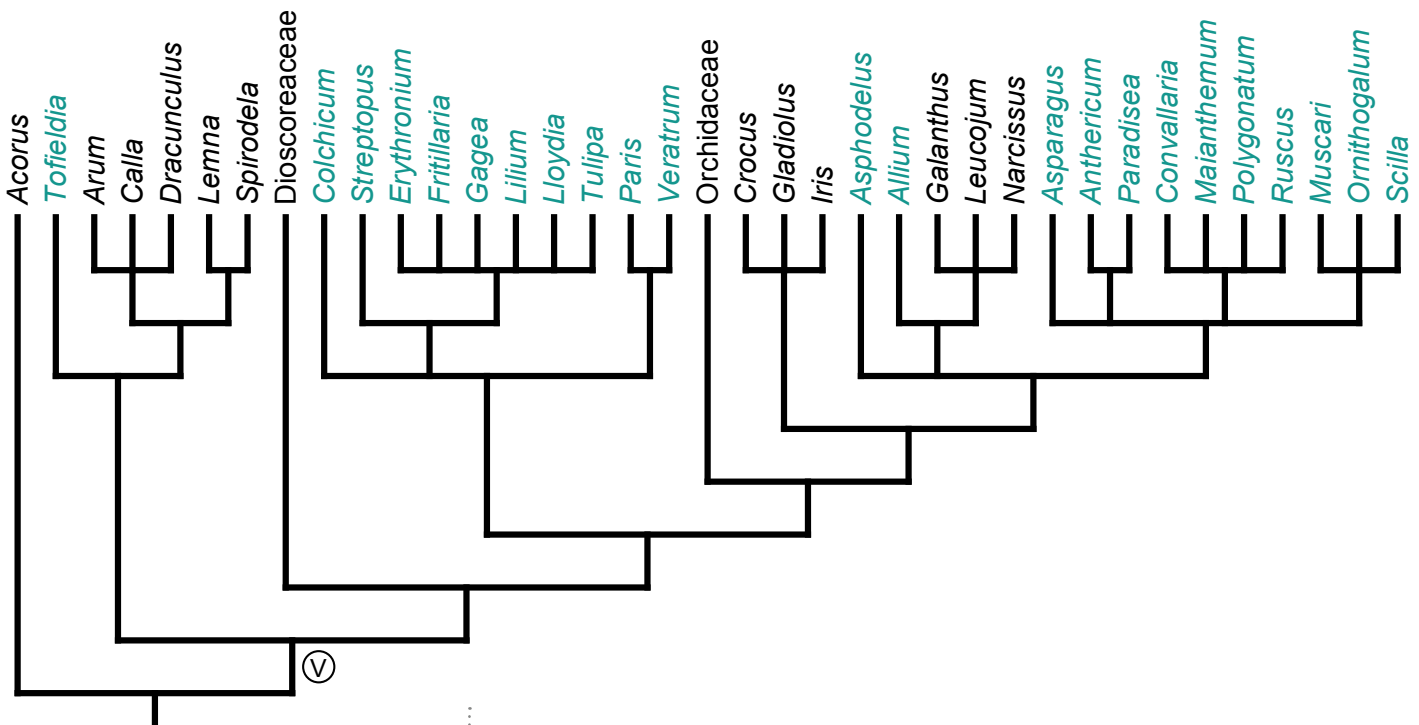 Acorus
Tofieldia
Arum
Calla
Dracunculus
Lemna
Spirodela
Dioscoreaceae
Colchicum
Streptopus
Erythronium
Fritillaria
Gagea
Lilium
Lloydia
Tulipa
Paris
Veratrum
Orchidaceae
Crocus
Gladiolus
Iris
Asphodelus
Allium
Galanthus
Leucojum
Narcissus
Asparagus
Anthericum
Paradisea
Convallaria
Maianthemum
Polygonatum
Ruscus
Muscari
Ornithogalum
Scilla
V